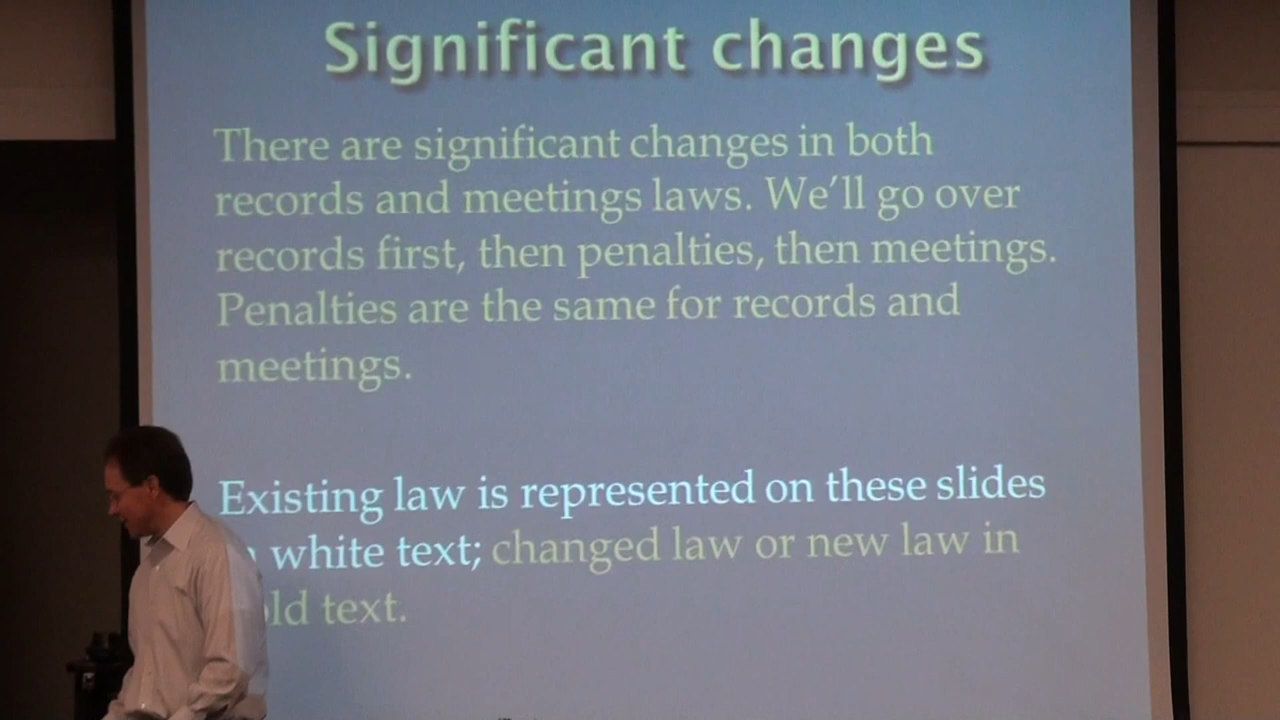 Significant changes
There are significant changes in both
records and meetings laws. We'll go over
records first, then penalties, then meetings.
Penalties are the same for records and
meetings.
Existing law is represented on these slides
white text; changed law or new law in
text.